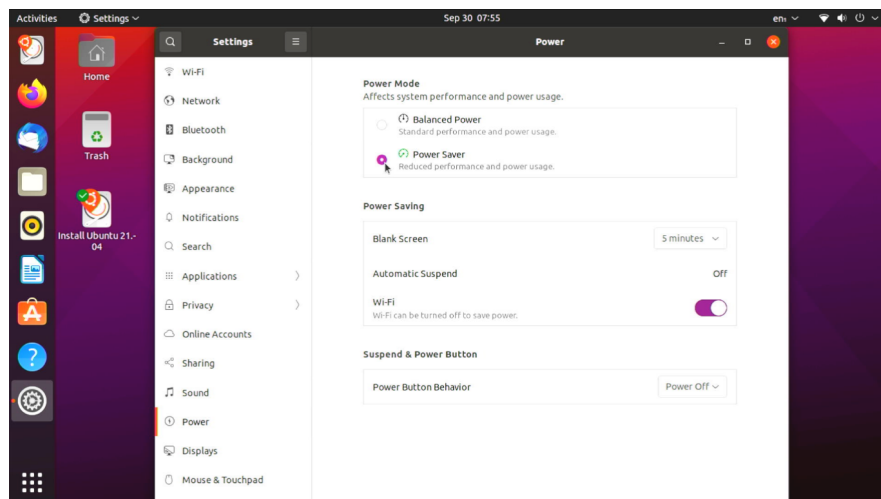 Activities
Settings
Sep 30 07:55
en₁
Home
Trash
Install Ubuntu 21.-
04
Settings
Wi-Fi
Network
Bluetooth
Background
Appearance
Notifications
Search
Applications
Privacy
Online Accounts
Sharing
Sound
Power
Displays
Mouse & Touchpad
Power
Power Mode
Affects system performance and power usage.
Balanced Power
Standard performance and power usage.
Power Saver
Reduced performance and power usage.
Power Saving
Blank Screen
5 minutes
Automatic Suspend
Off
Wi-Fi
Wi-Fi can be turned off to save power.
Suspend & Power Button
Power Button Behavior
Power Off